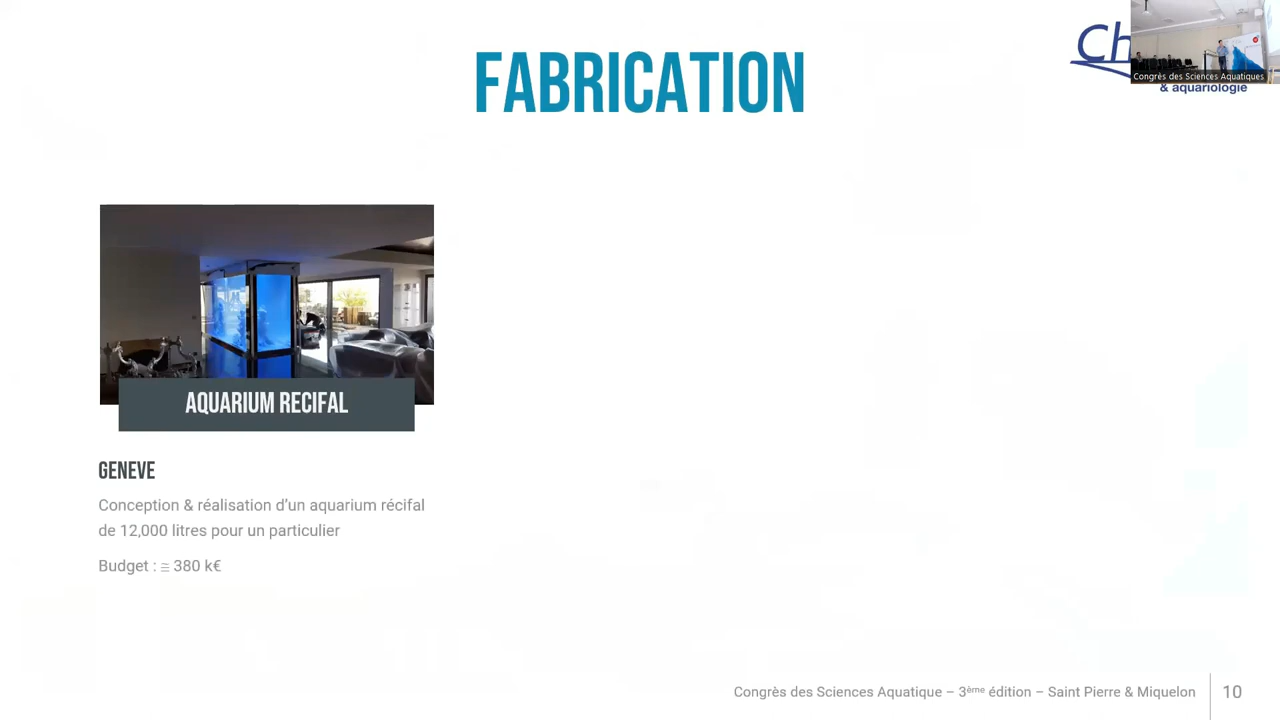 FABRICATION
Ch
& aquariologie
Congrès des Sciences Aquatiques
AQUARIUM RECIFAL
GENEVE
Conception & réalisation d’un aquarium récifal
de 12,000 litres pour un particulier
Budget : ≅ 380 k€
Congrès des Sciences Aquatique – 3ème édition – Saint Pierre & Miquelon
10